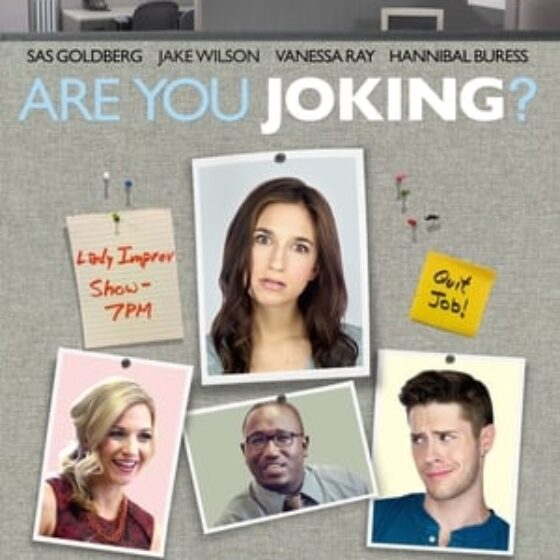 SAS GOLDBERG JAKE WILSON VANESSA RAY HANNIBAL BURESS
ARE YOU JOKING?
Lady Improv
Show-
7PM
Quit
Job!